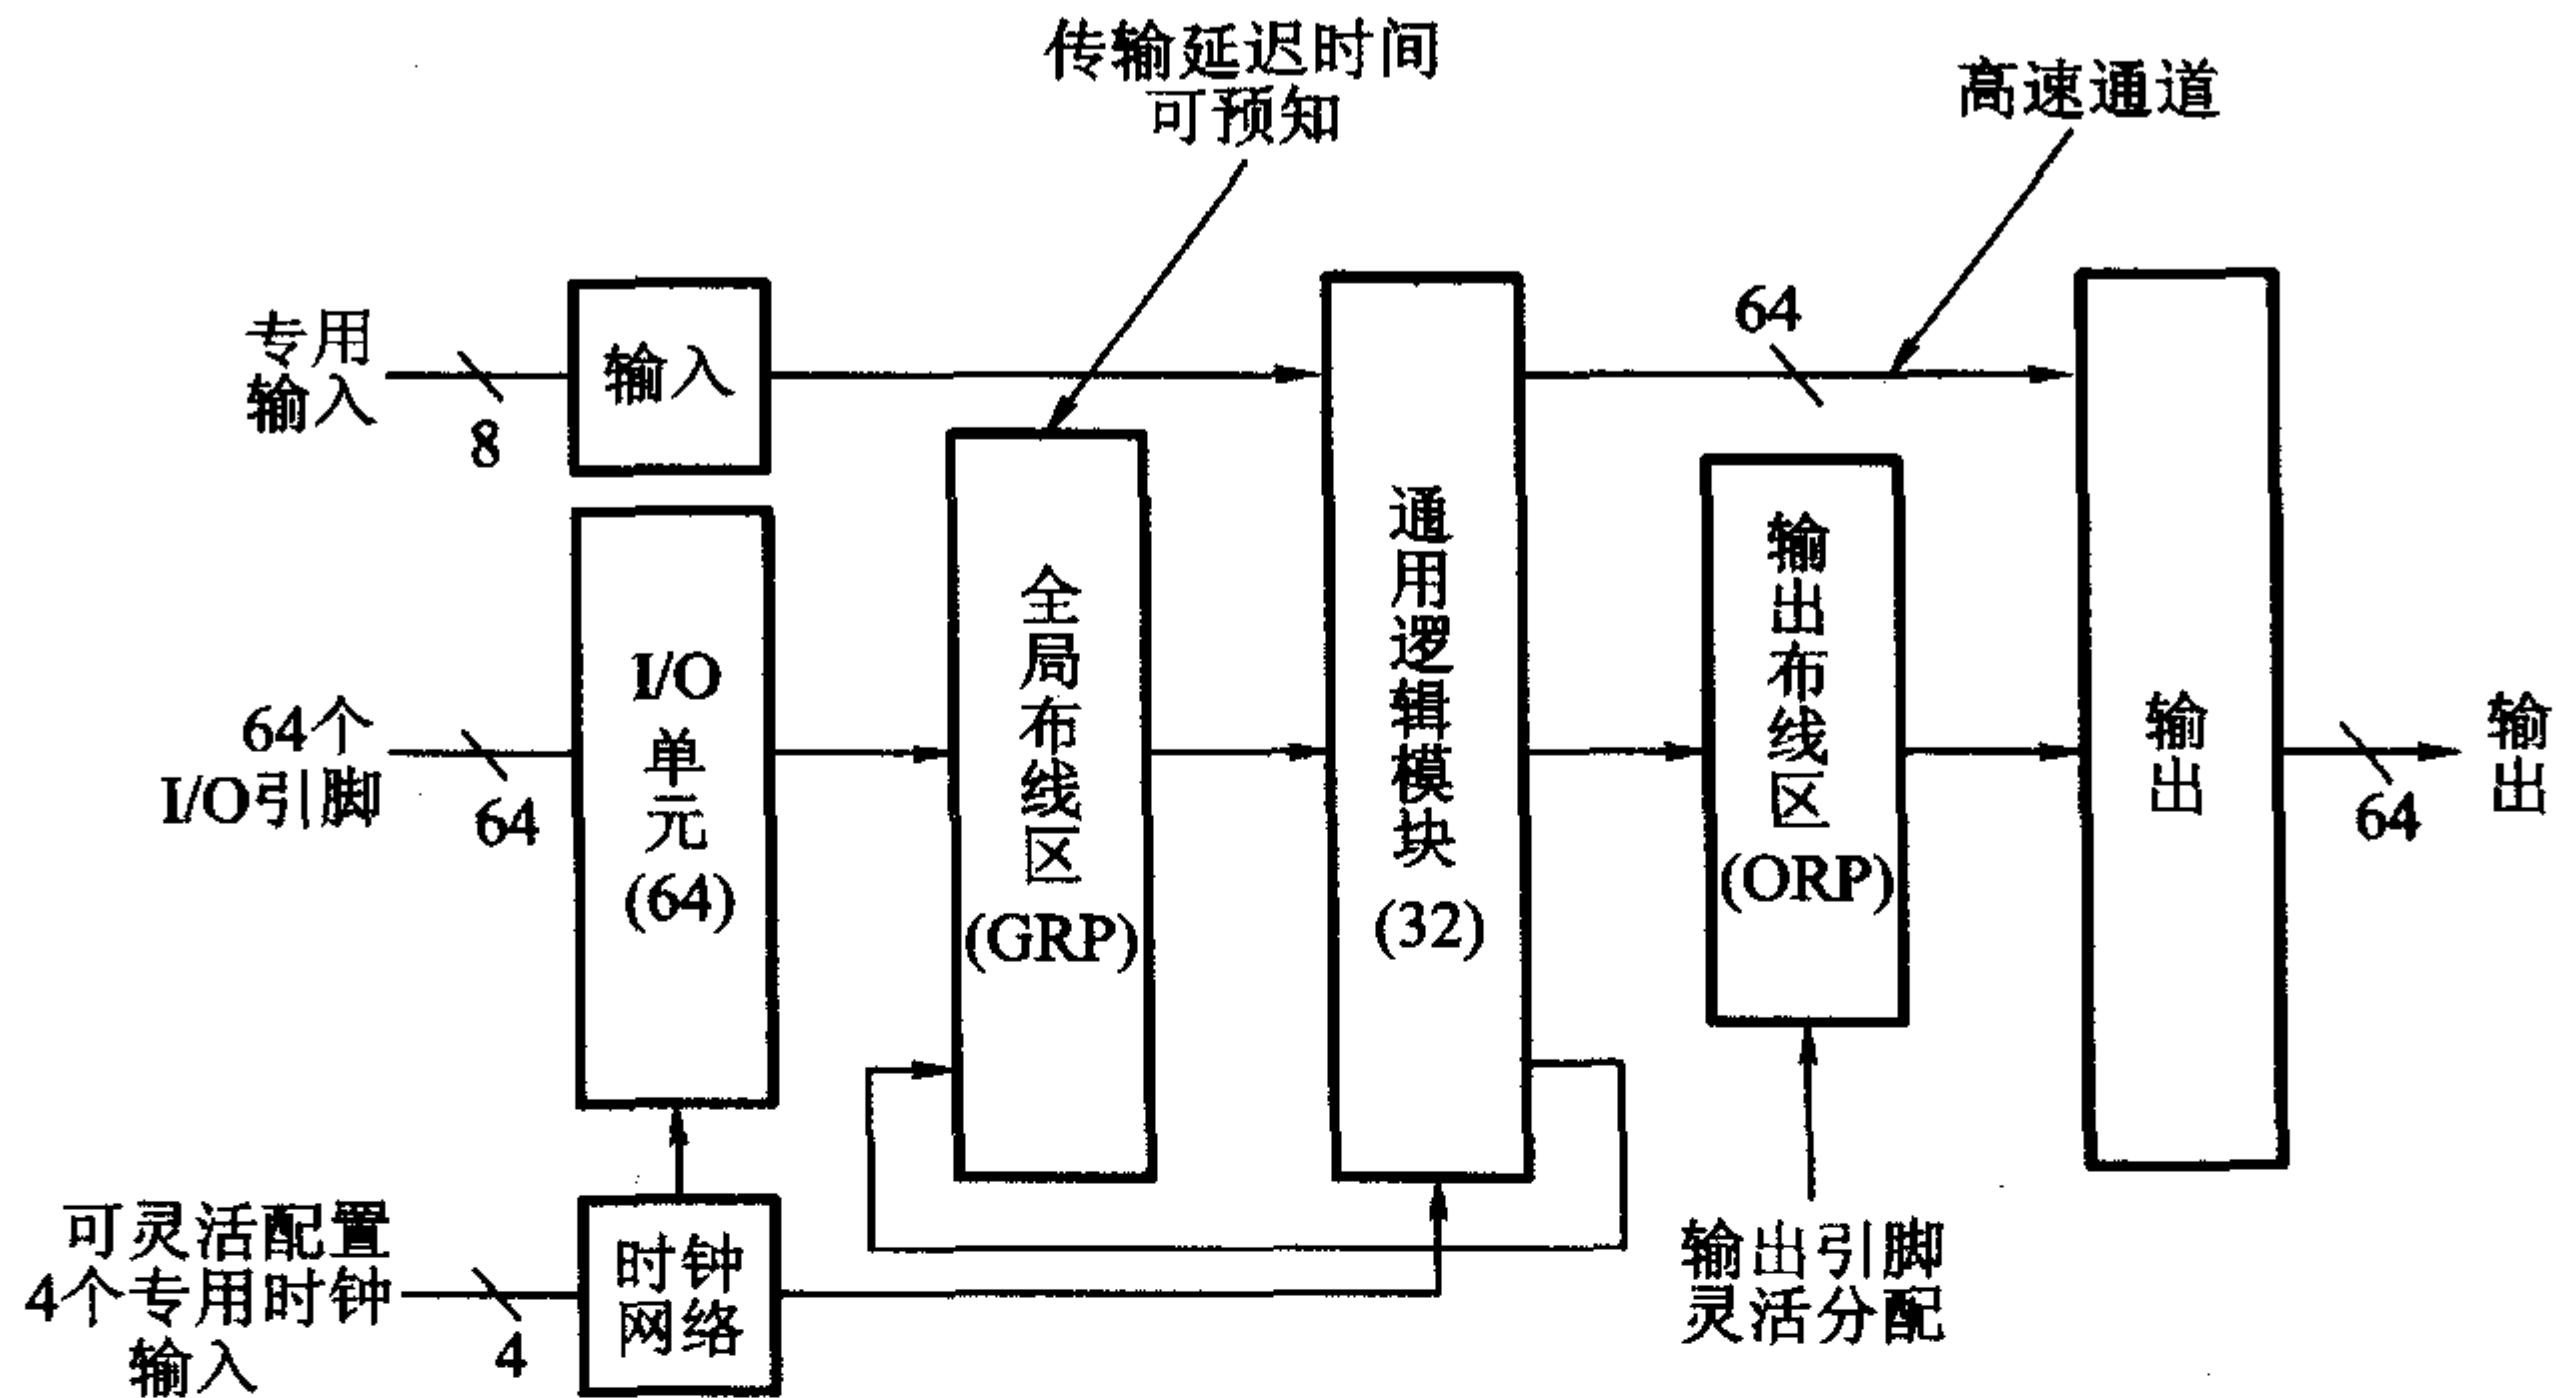 传输延迟时间
可预知
高速通道
专用
输入
8
输入
64
64个
I/O引脚
64
I/O
单
元
(64)
全局布线区
(GRP)
通用逻辑模块
(32)
输出布线区
(ORP)
输出
64
输出
可灵活配置
4个专用时钟
输入
4
时钟
网络
输出引脚
灵活分配